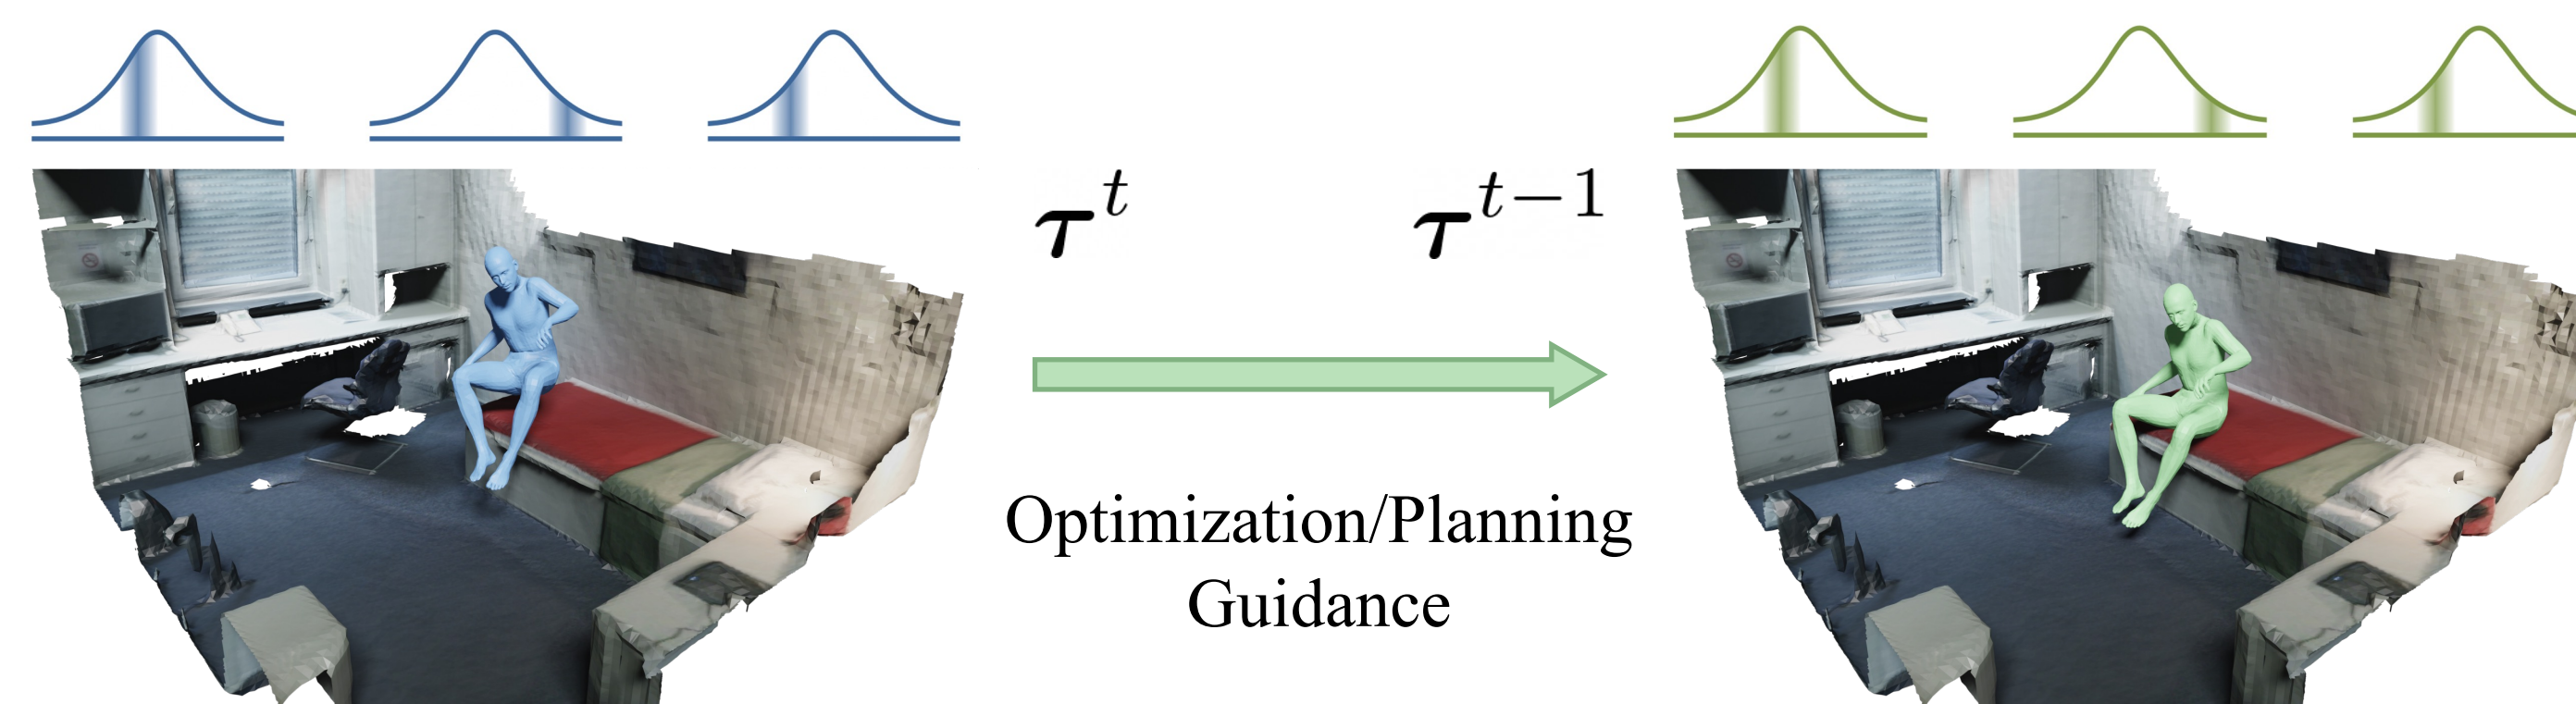 τ^t
τ^{t−1}
Optimization/Planning
Guidance